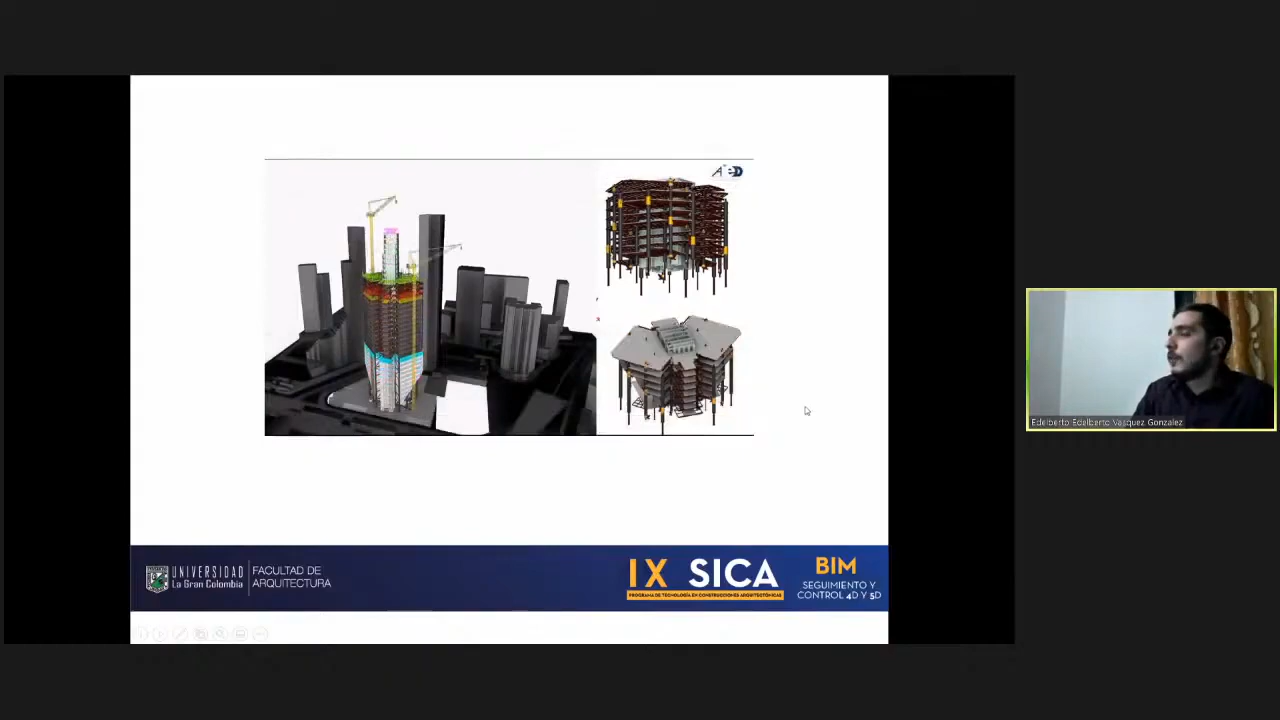 UNIVERSIDAD
La Gran Colombia
FACULTAD DE
ARQUITECTURA
IX SICA
PROGRAMA DE TECNOLOGÍA EN CONSTRUCCIONES ARQUITECTÓNICAS
BIM
SEGUIMIENTO Y
CONTROL 4D Y 5D
Edelberto Edelberto Vasquez Gonzalez